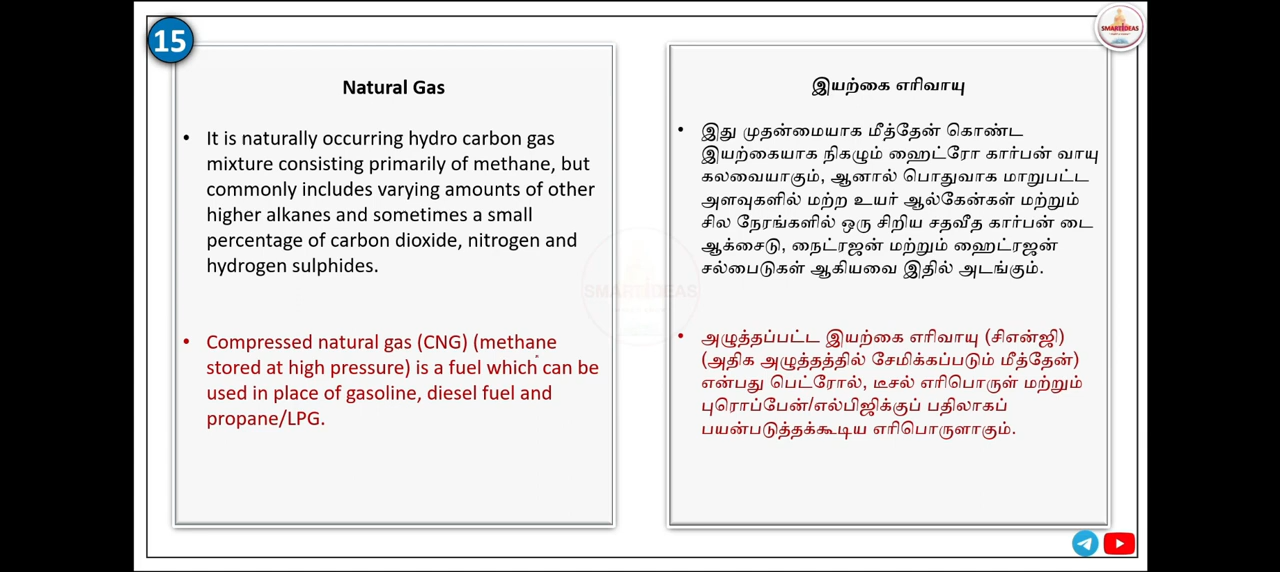 15
SMART IDEAS
Natural Gas
• It is naturally occurring hydro carbon gas
mixture consisting primarily of methane, but
commonly includes varying amounts of other
higher alkanes and sometimes a small
percentage of carbon dioxide, nitrogen and
hydrogen sulphides.
• Compressed natural gas (CNG) (methane
stored at high pressure) is a fuel which can be
used in place of gasoline, diesel fuel and
propane/LPG.
இயற்கை எரிவாயு
• இது முதன்மையாக மீத்தேன் கொண்ட
இயற்கையாக நிகழும் ஹைட்ரோ கார்பன் வாயு
கலவையாகும், ஆனால் பொதுவாக மாறுபட்ட
அளவுகளில் மற்ற உயர் ஆல்கேன்கள் மற்றும்
சில நேரங்களில் ஒரு சிறிய சதவீத கார்பன் டை
ஆக்சைடு, நைட்ரஜன் மற்றும் ஹைட்ரஜன்
சல்பைடுகள் ஆகியவை இதில் அடங்கும்.
• அழுத்தப்பட்ட இயற்கை எரிவாயு (சிஎன்ஜி)
(அதிக அழுத்தத்தில் சேமிக்கப்படும் மீத்தேன்)
என்பது பெட்ரோல், டீசல் எரிபொருள் மற்றும்
புரொப்பேன்/எல்பிஜிக்குப் பதிலாகப்
பயன்படுத்தக்கூடிய எரிபொருளாகும்.
SMART IDEAS